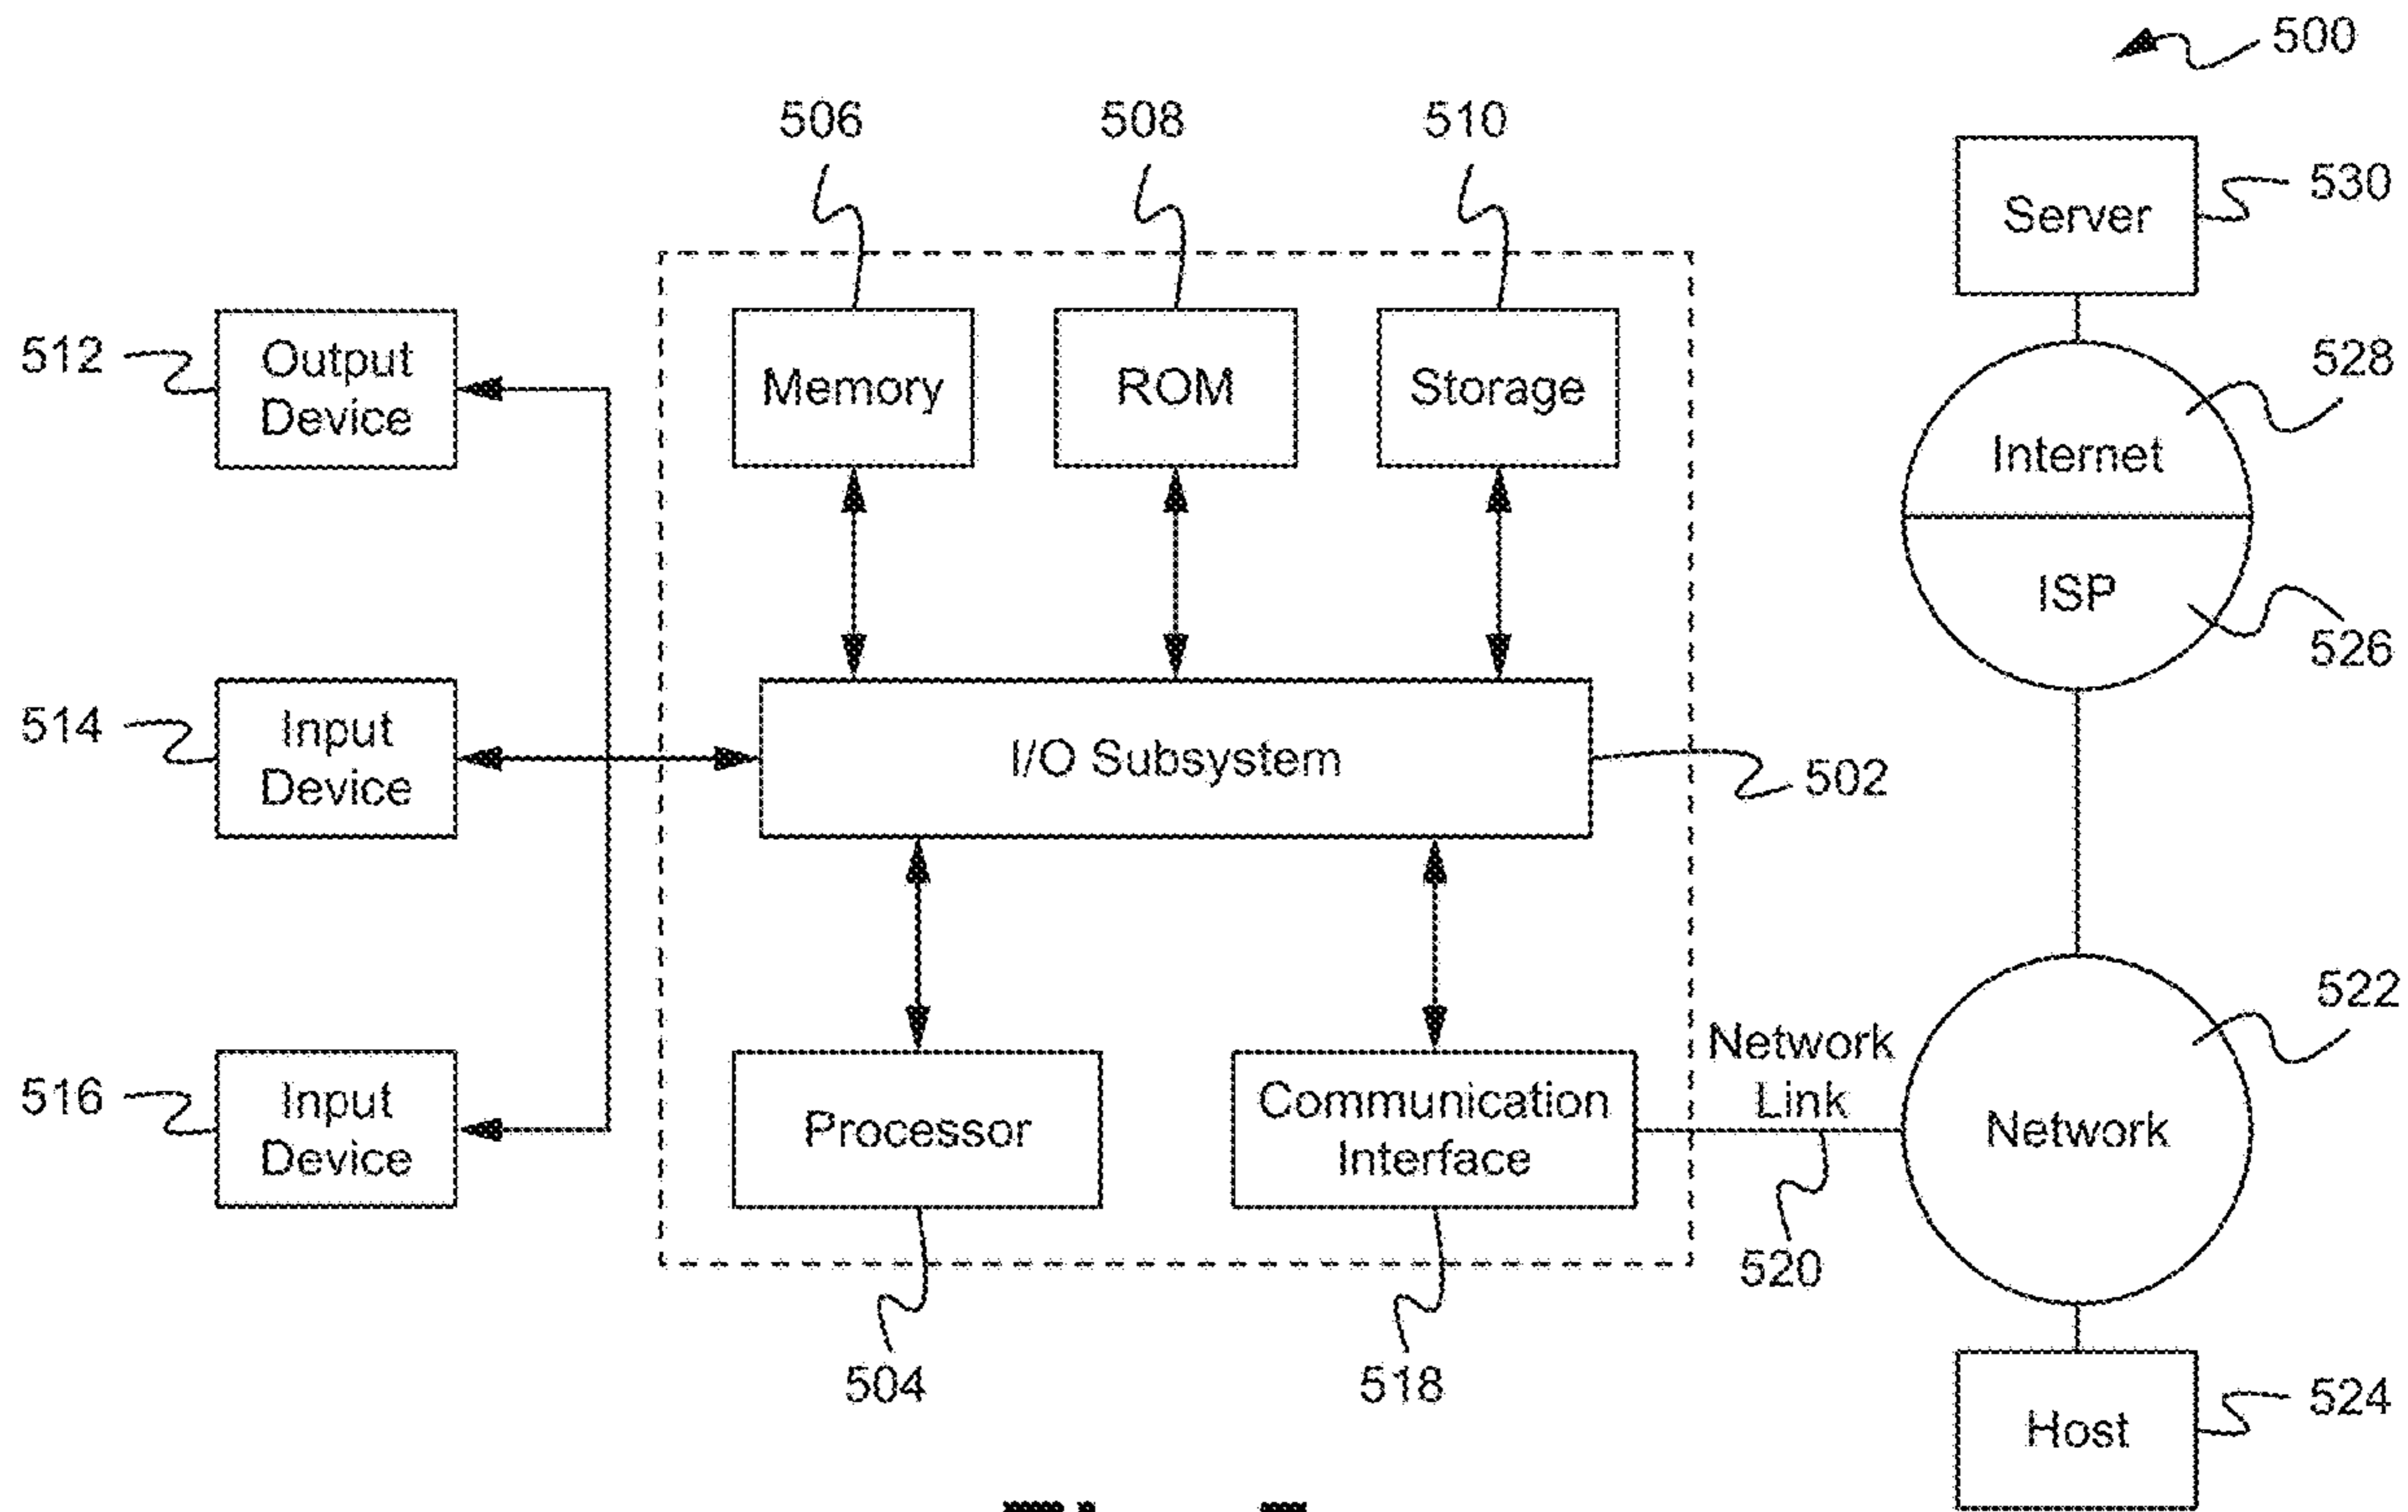 500
506
508
510
530
Server
512
Output
Device
Memory
ROM
Storage
528
Internet
ISP
526
514
Input
Device
I/O Subsystem
502
522
516
Input
Device
Processor
Communication
Interface
Network
Link
Network
520
504
518
524
Host